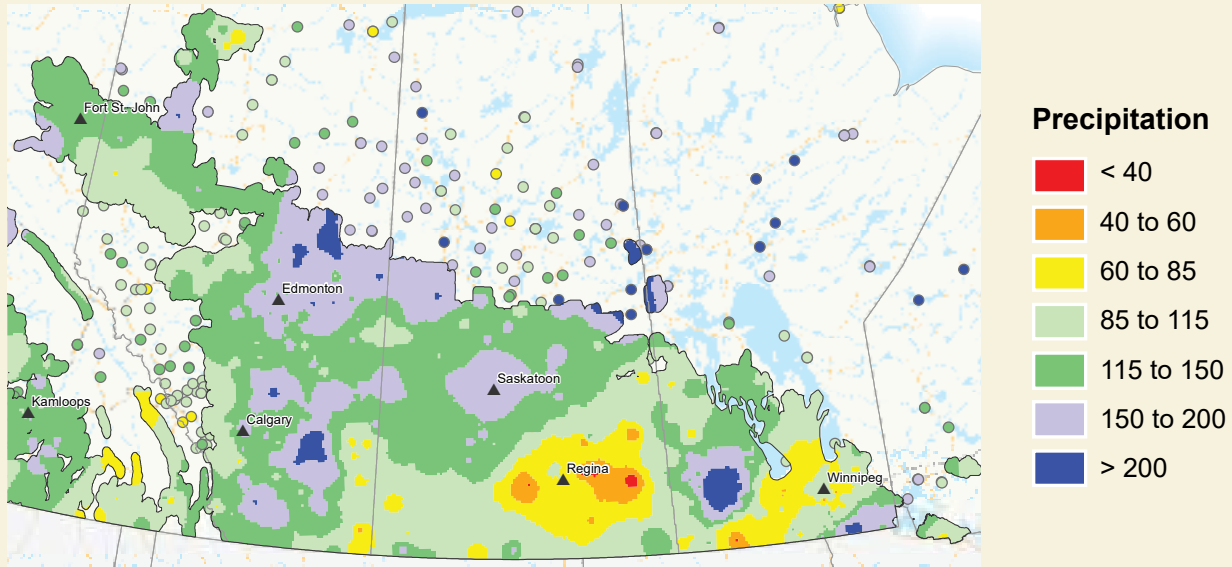 Fort St. John
Edmonton
Saskatoon
Kamloops
Calgary
Regina
Winnipeg
Precipitation
< 40
40 to 60
60 to 85
85 to 115
115 to 150
150 to 200
> 200